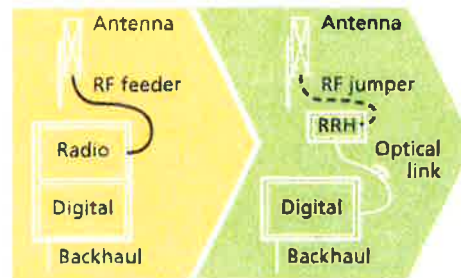 Antenna
RF feeder
Radio
Digital
Backhaul
Antenna
RF jumper
RRH
Optical
link
Digital
Backhaul